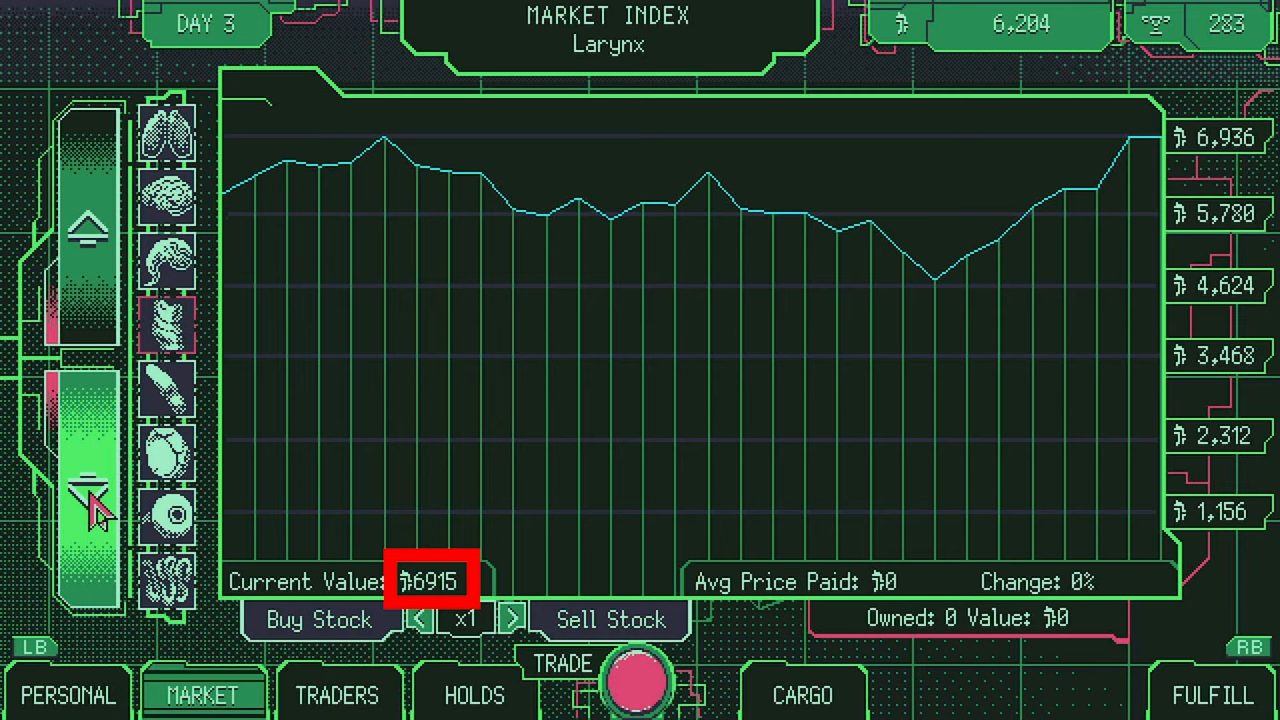 DAY 3
MARKET INDEX
Larynx
6,204
283
6,936
5,780
4,624
3,468
2,312
1,156
Current Value: 6915
Avg Price Paid: 0
Change: 0%
Buy Stock
< x1 >
Sell Stock
Owned: 0 Value: 0
LB
RB
TRADE
PERSONAL
MARKET
TRADERS
HOLDS
CARGO
FULFILL